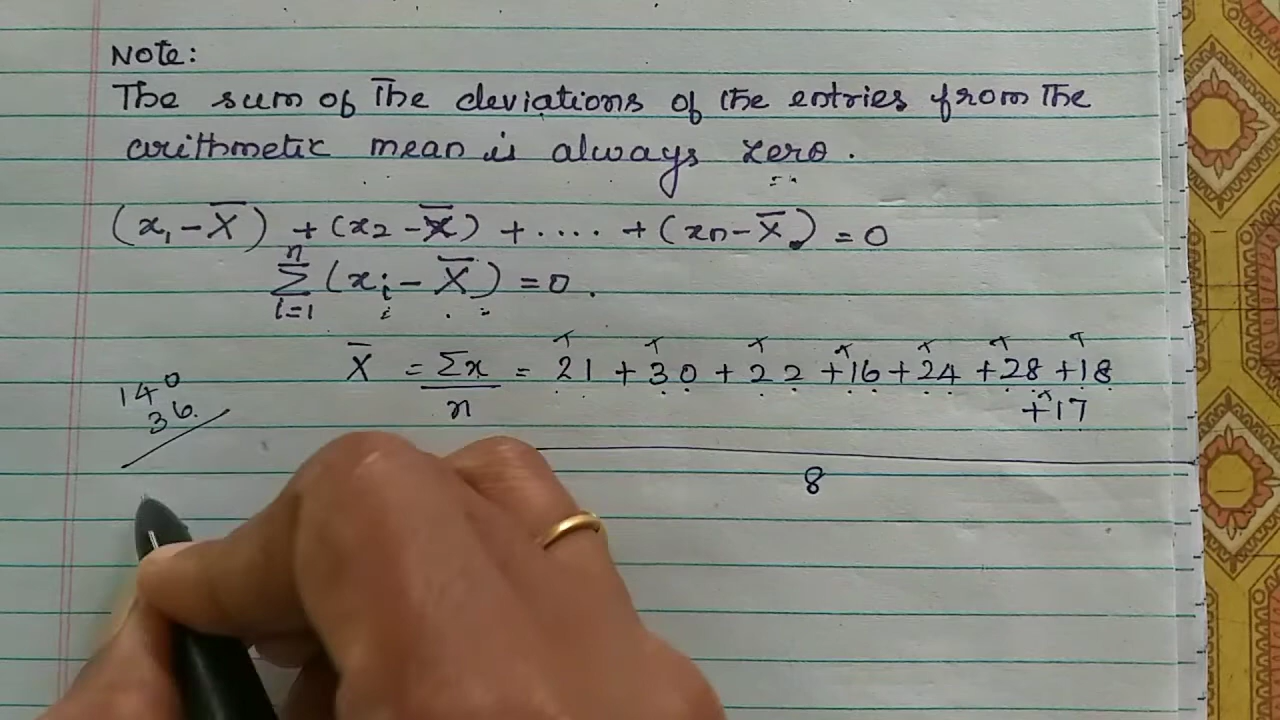 Note:
The sum of The deviations of the entries from The
arithmetic mean is always zero.
(x₁-X̅) + (x₂-X̅) + .... + (xn-X̅) = 0
n
Σ (xi - X̅) = 0.
i=1
X̅ = Σx = 21 + 30 + 22 + 16 + 24 + 28 + 18
+17
n
8
140
36.